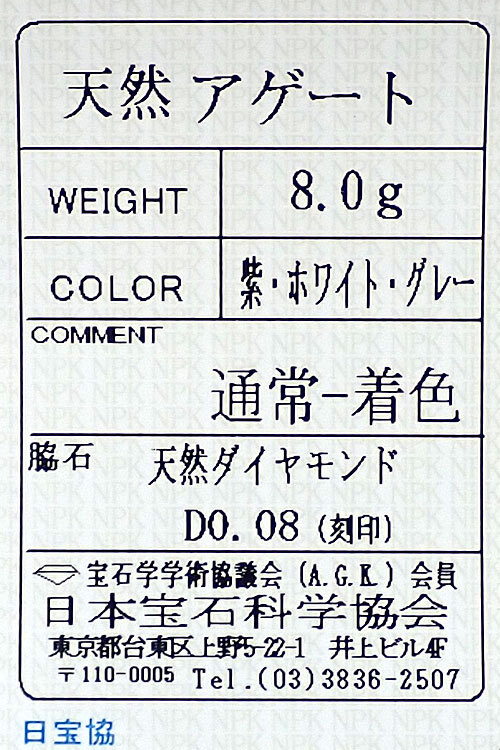 天然 アゲート
WEIGHT 8.0g
COLOR 紫・ホワイト・グレー
COMMENT
通常-着色
脇石 天然ダイヤモンド
D0.08 (刻印)
宝石学学術協議会 (A.G.K.) 会員
日本宝石科学協会
東京都台東区上野5-22-1 井上ビル4F
〒110-0005 Tel.(03)3836-2507
日宝協